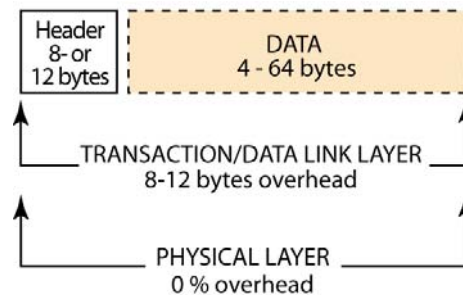 Header
8- or
12 bytes
DATA
4 - 64 bytes
TRANSACTION/DATA LINK LAYER
8-12 bytes overhead
PHYSICAL LAYER
0 % overhead